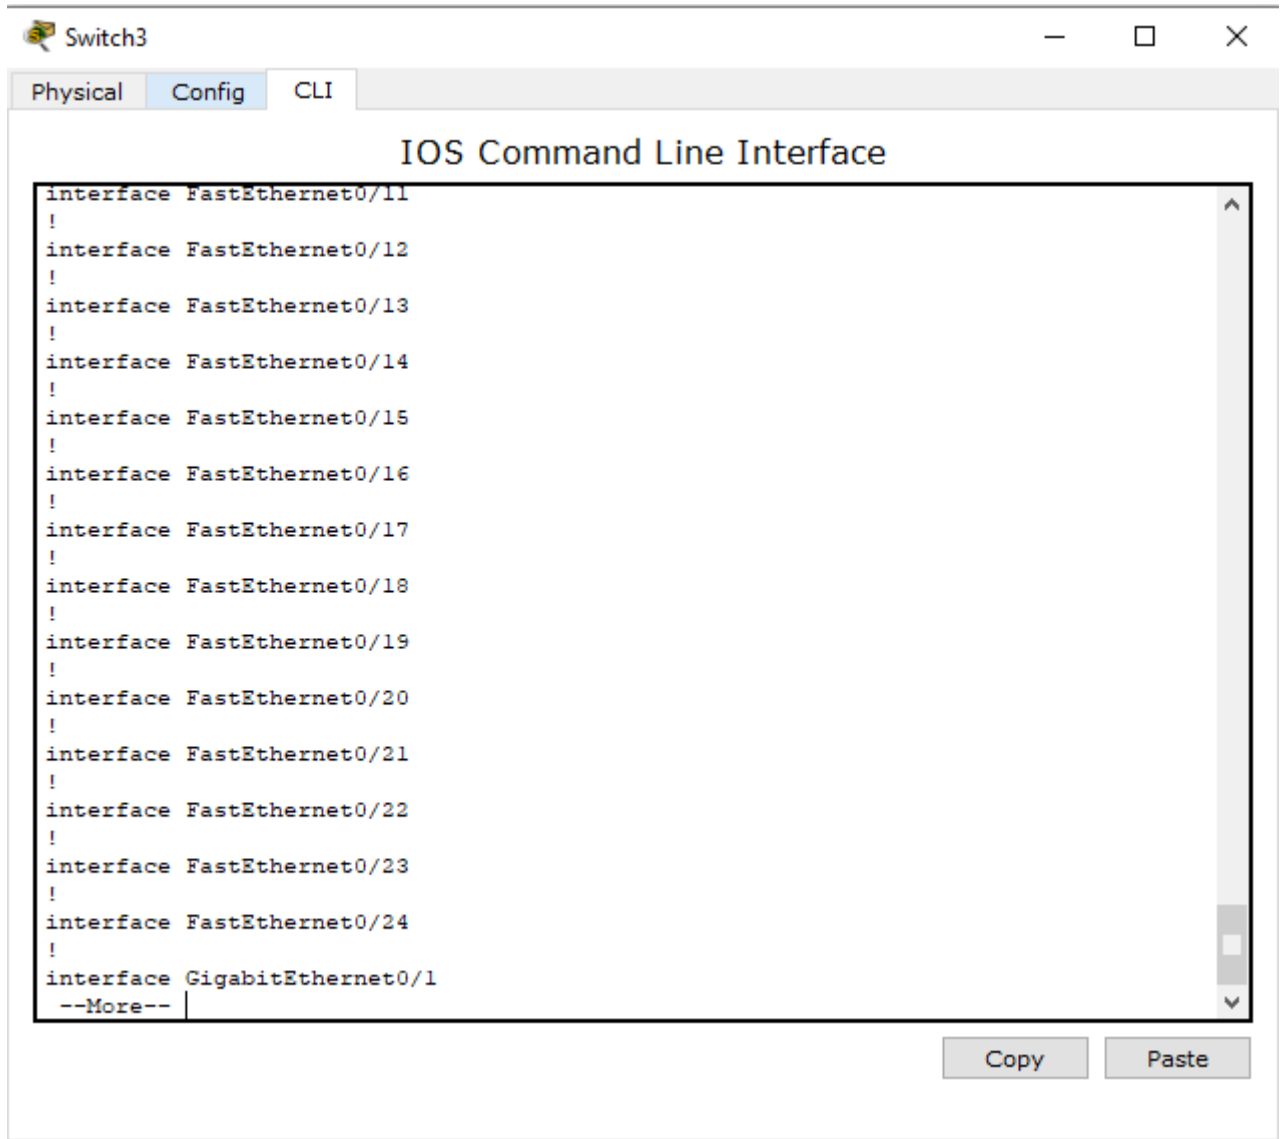 Switch3
Physical Config CLI
IOS Command Line Interface
interface FastEthernet0/11
!
interface FastEthernet0/12
!
interface FastEthernet0/13
!
interface FastEthernet0/14
!
interface FastEthernet0/15
!
interface FastEthernet0/16
!
interface FastEthernet0/17
!
interface FastEthernet0/18
!
interface FastEthernet0/19
!
interface FastEthernet0/20
!
interface FastEthernet0/21
!
interface FastEthernet0/22
!
interface FastEthernet0/23
!
interface FastEthernet0/24
!
interface GigabitEthernet0/1
--More--
Copy Paste